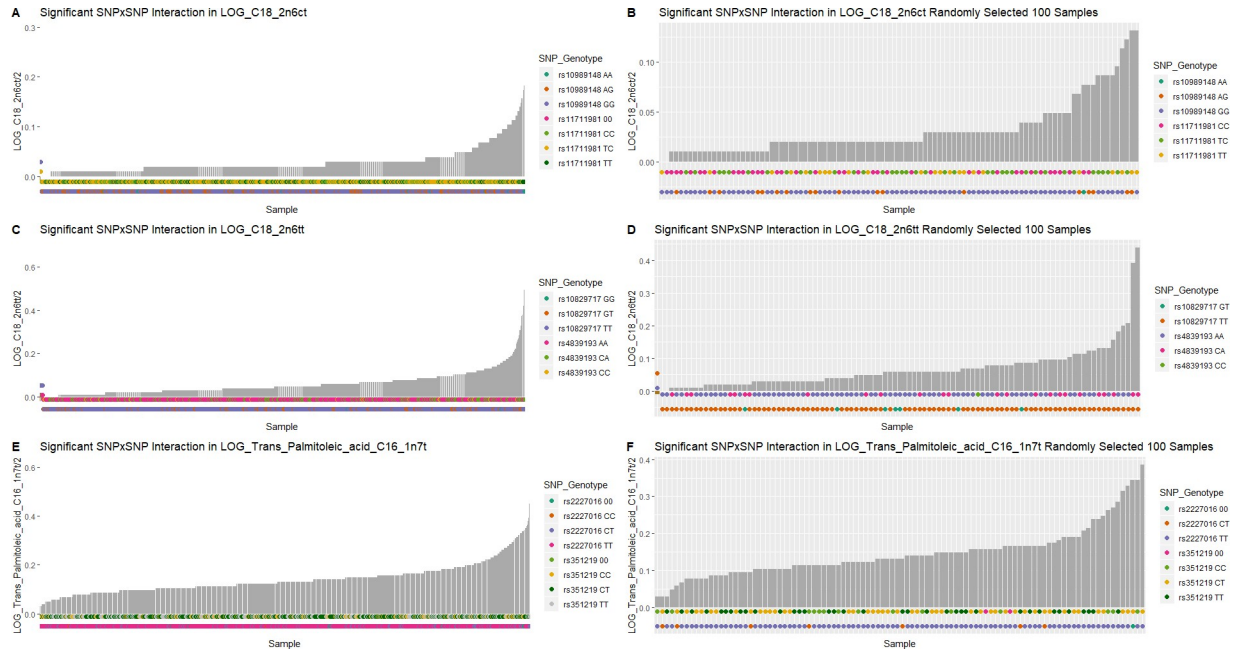 A Significant SNPxSNP Interaction in LOG_C18_2n6ct
LOG_C18_2n6ct/2
0.3
0.2
0.1
0.0
Sample
SNP_Genotype
rs10989148 AA
rs10989148 AG
rs10989148 GG
rs11711981 00
rs11711981 CC
rs11711981 TC
rs11711981 TT
B Significant SNPxSNP Interaction in LOG_C18_2n6ct Randomly Selected 100 Samples
LOG_C18_2n6ct/2
0.10
0.05
0.00
Sample
SNP_Genotype
rs10989148 AA
rs10989148 AG
rs10989148 GG
rs11711981 CC
rs11711981 TC
rs11711981 TT
C Significant SNPxSNP Interaction in LOG_C18_2n6tt
LOG_C18_2n6tt/2
0.6
0.4
0.2
0.0
Sample
SNP_Genotype
rs10829717 GG
rs10829717 GT
rs10829717 TT
rs4839193 AA
rs4839193 CA
rs4839193 CC
D Significant SNPxSNP Interaction in LOG_C18_2n6tt Randomly Selected 100 Samples
LOG_C18_2n6tt/2
0.4
0.3
0.2
0.1
0.0
Sample
SNP_Genotype
rs10829717 GT
rs10829717 TT
rs4839193 AA
rs4839193 CA
rs4839193 CC
E Significant SNPxSNP Interaction in LOG_Trans_Palmitoleic_acid_C16_1n7t
LOG_Trans_Palmitoleic_acid_C16_1n7t/2
0.6
0.4
0.2
0.0
Sample
SNP_Genotype
rs2227016 00
rs2227016 CC
rs2227016 CT
rs2227016 TT
rs351219 00
rs351219 CC
rs351219 CT
rs351219 TT
F Significant SNPxSNP Interaction in LOG_Trans_Palmitoleic_acid_C16_1n7t Randomly Selected 100 Samples
LOG_Trans_Palmitoleic_acid_C16_1n7t/2
0.4
0.3
0.2
0.1
0.0
Sample
SNP_Genotype
rs2227016 00
rs2227016 CT
rs2227016 TT
rs351219 00
rs351219 CC
rs351219 CT
rs351219 TT